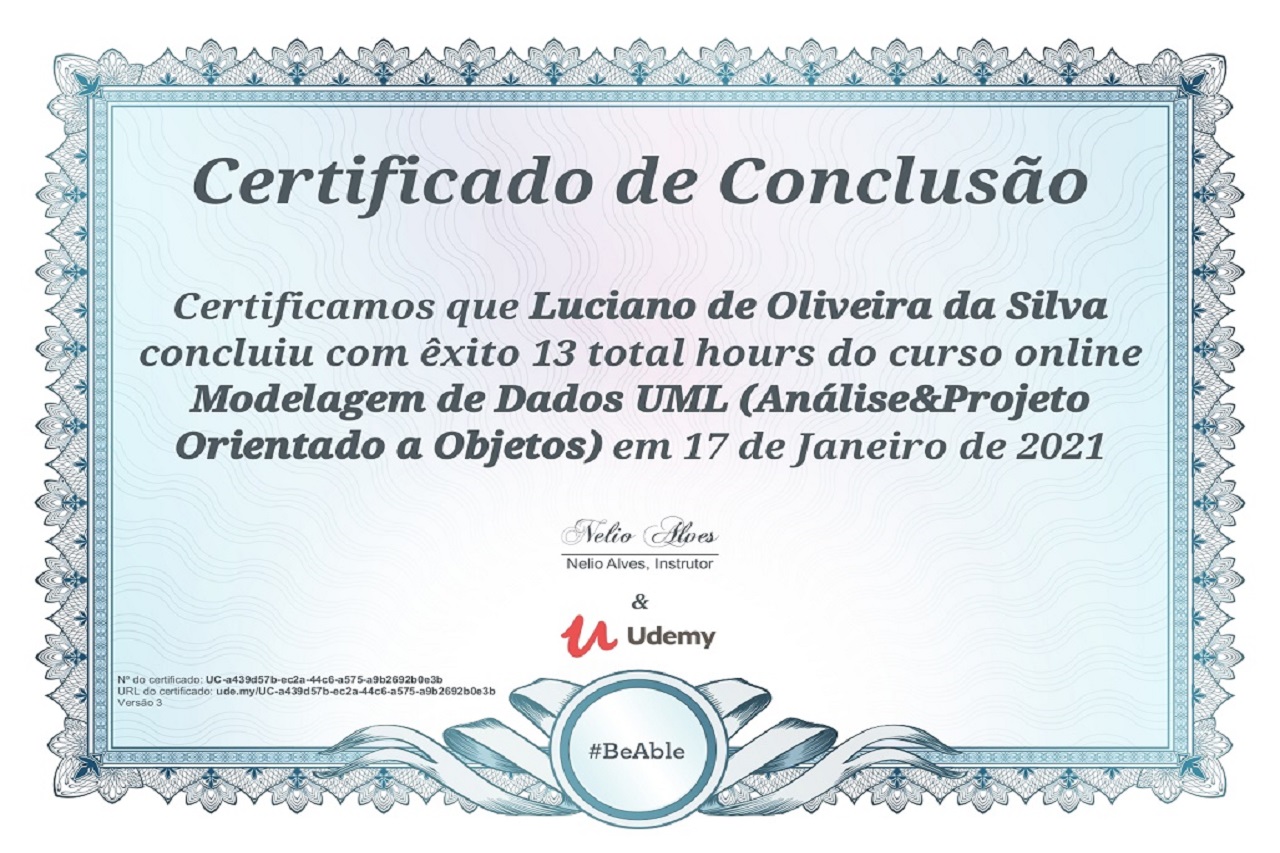 Certificado de Conclusão
Certificamos que Luciano de Oliveira da Silva
concluiu com êxito 13 total hours do curso online
Modelagem de Dados UML (Análise&Projeto
Orientado a Objetos) em 17 de Janeiro de 2021
Nelio Alves
Nelio Alves, Instrutor
&
Udemy
Nº do certificado: UC-a439d57b-ec2a-44c6-a575-a9b2692b0e3b
URL do certificado: ude.my/UC-a439d57b-ec2a-44c6-a575-a9b2692b0e3b
Versão 3
#BeAble